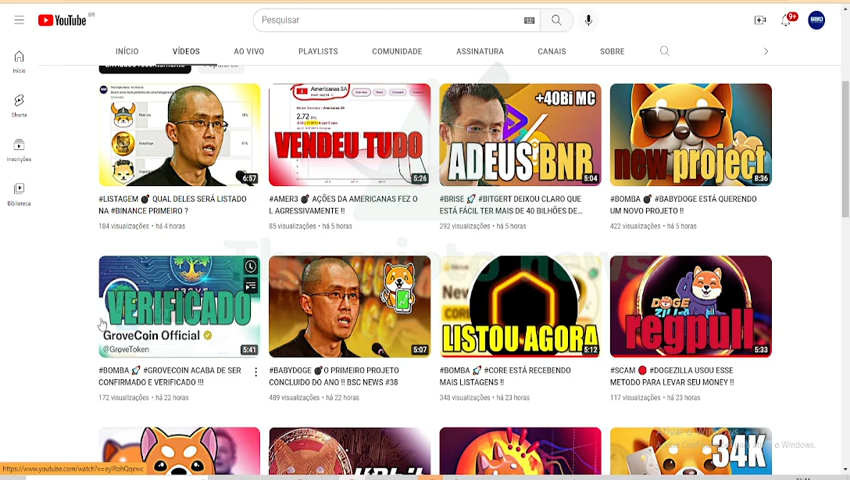 YouTube BR
Pesquisar
9+
INÍCIO VÍDEOS AO VIVO PLAYLISTS COMUNIDADE ASSINATURA CANAIS SOBRE
Início
Shorts
Inscrições
Biblioteca
6:57
Americanas SA
2.72
VENDEU TUDO
5:26
+40Bi MC
ADEUS BNB
5:04
new project
8:36
#LISTAGEM 💣 QUAL DELES SERÁ LISTADO
NA #BINANCE PRIMEIRO ?
184 visualizações • há 4 horas
#AMER3 💣 AÇÕES DA AMERICANAS FEZ O
L AGRESSIVAMENTE !!
85 visualizações • há 5 horas
#BRISE 🚀 #BITGERT DEIXOU CLARO QUE
ESTÁ FÁCIL TER MAIS DE 40 BILHÕES DE...
292 visualizações • há 5 horas
#BOMBA 💣 #BABYDOGE ESTÁ QUERENDO
UM NOVO PROJETO !!
422 visualizações • há 5 horas
VERIFICADO
GroveCoin Official
@GroveToken
5:41
5:07
New
LISTOU AGORA
5:12
DOGE
ZILLA
regpull
5:33
#BOMBA 🚀 #GROVECOIN ACABA DE SER
CONFIRMADO E VERIFICADO !!!
172 visualizações • há 22 horas
#BABYDOGE 💣 O PRIMEIRO PROJETO
CONCLUIDO DO ANO !! BSC NEWS #38
489 visualizações • há 22 horas
#BOMBA 💣 #CORE ESTÁ RECEBENDO
MAIS LISTAGENS !!
348 visualizações • há 23 horas
#SCAM 🔴 #DOGEZILLA USOU ESSE
METODO PARA LEVAR SEU MONEY !!
117 visualizações • há 23 horas
34K